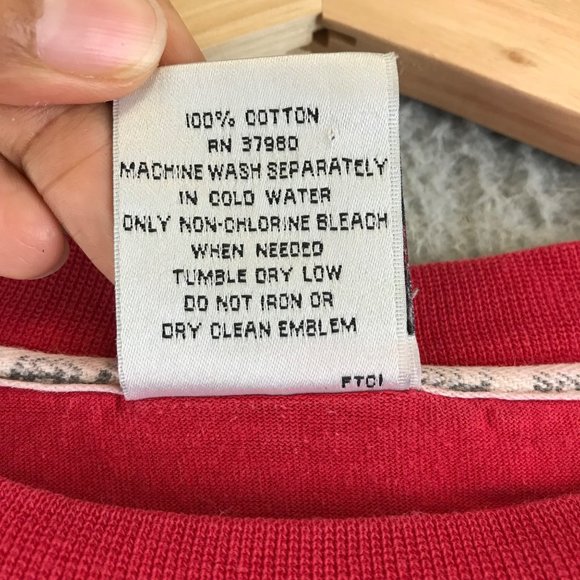 100% COTTON
RN 37980
MACHINE WASH SEPARATELY
IN COLD WATER
ONLY NON-CHLORINE BLEACH
WHEN NEEDED
TUMBLE DRY LOW
DO NOT IRON OR
DRY CLEAN EMBLEM
FTC1